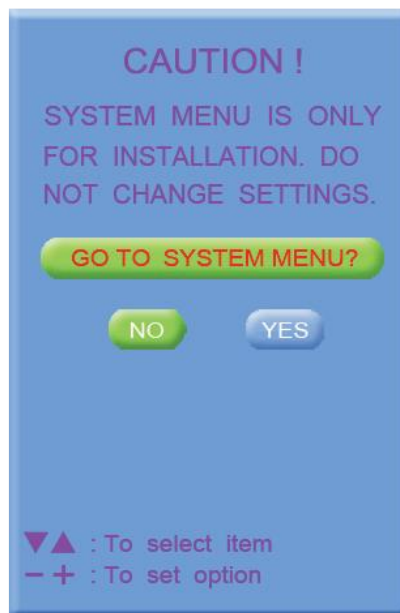 CAUTION !
SYSTEM MENU IS ONLY
FOR INSTALLATION. DO
NOT CHANGE SETTINGS.
GO TO SYSTEM MENU?
NO YES
▼▲ : To select item
− + : To set option